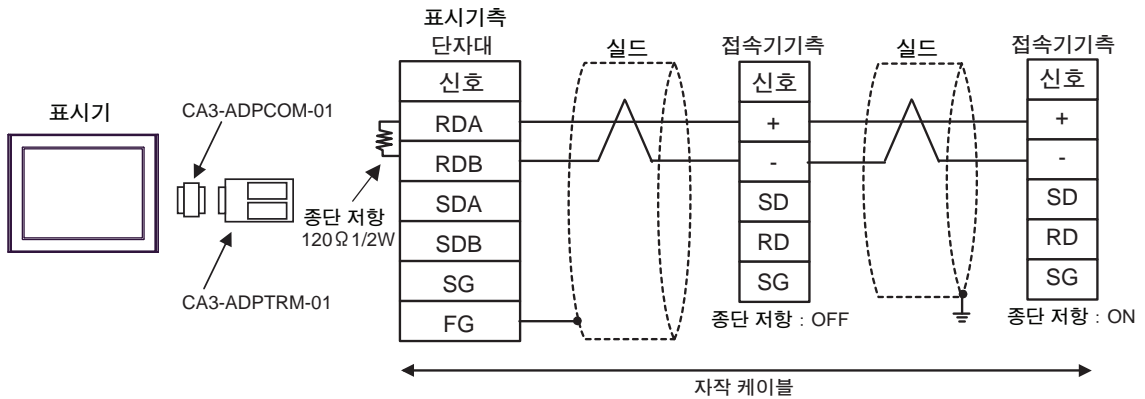 표시기
CA3-ADPCOM-01
CA3-ADPTRM-01
종단 저항
120Ω1/2W
표시기측
단자대
신호
RDA
RDB
SDA
SDB
SG
FG
실드
접속기기측
신호
+
-
SD
RD
SG
종단 저항 : OFF
실드
접속기기측
신호
+
-
SD
RD
SG
종단 저항 : ON
자작 케이블